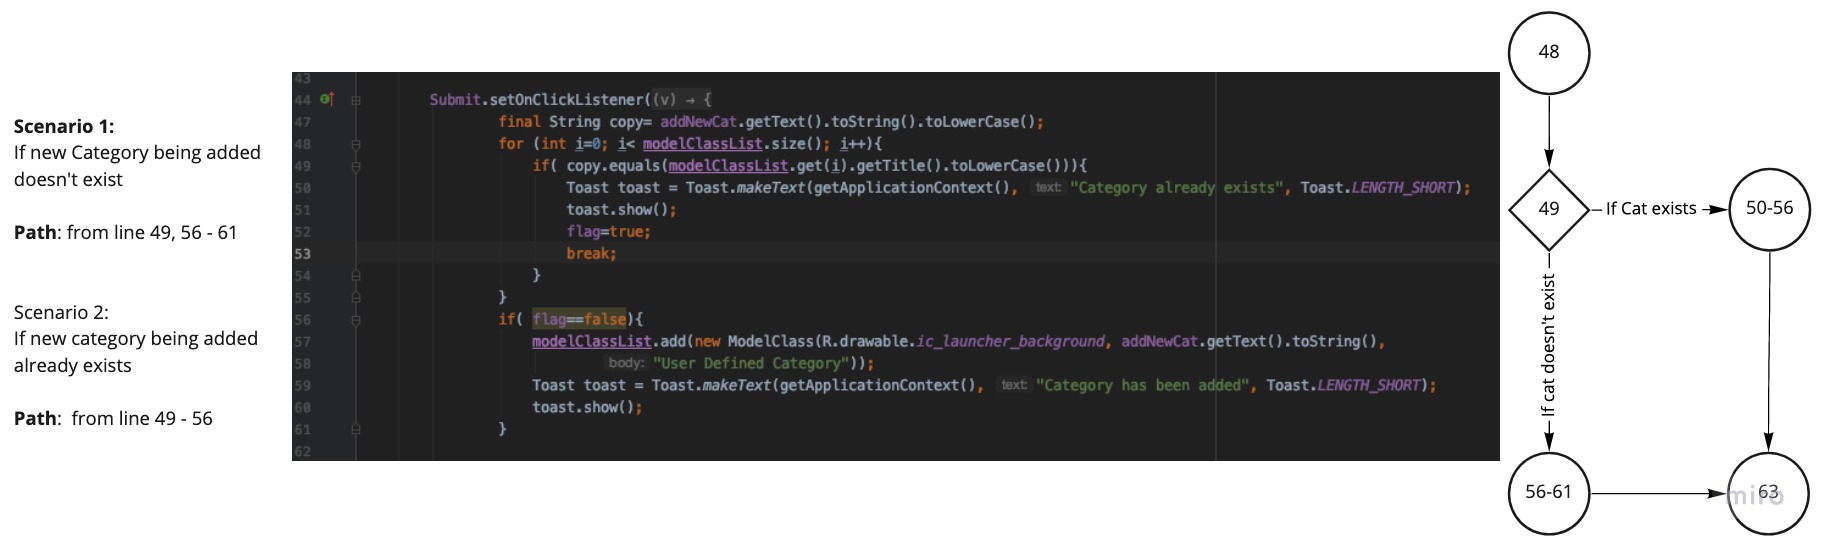 Scenario 1:
If new Category being added
doesn't exist
Path: from line 49, 56 - 61
Scenario 2:
If new category being added
already exists
Path:  from line 49 - 56
43
44 Submit.setOnClickListener((v) → {
47 final String copy= addNewCat.getText().toString().toLowerCase();
48 for (int i=0; i< modelClassList.size(); i++){
49 if( copy.equals(modelClassList.get(i).getTitle().toLowerCase())){
50 Toast toast = Toast.makeText(getApplicationContext(), text: "Category already exists", Toast.LENGTH_SHORT);
51 toast.show();
52 flag=true;
53 break;
54 }
55 }
56 if( flag==false){
57 modelClassList.add(new ModelClass(R.drawable.ic_launcher_background, addNewCat.getText().toString(),
58 body: "User Defined Category"));
59 Toast toast = Toast.makeText(getApplicationContext(), text: "Category has been added", Toast.LENGTH_SHORT);
60 toast.show();
61 }
62
48
49
If Cat exists
50-56
If cat doesn't exist
56-61
63
miro